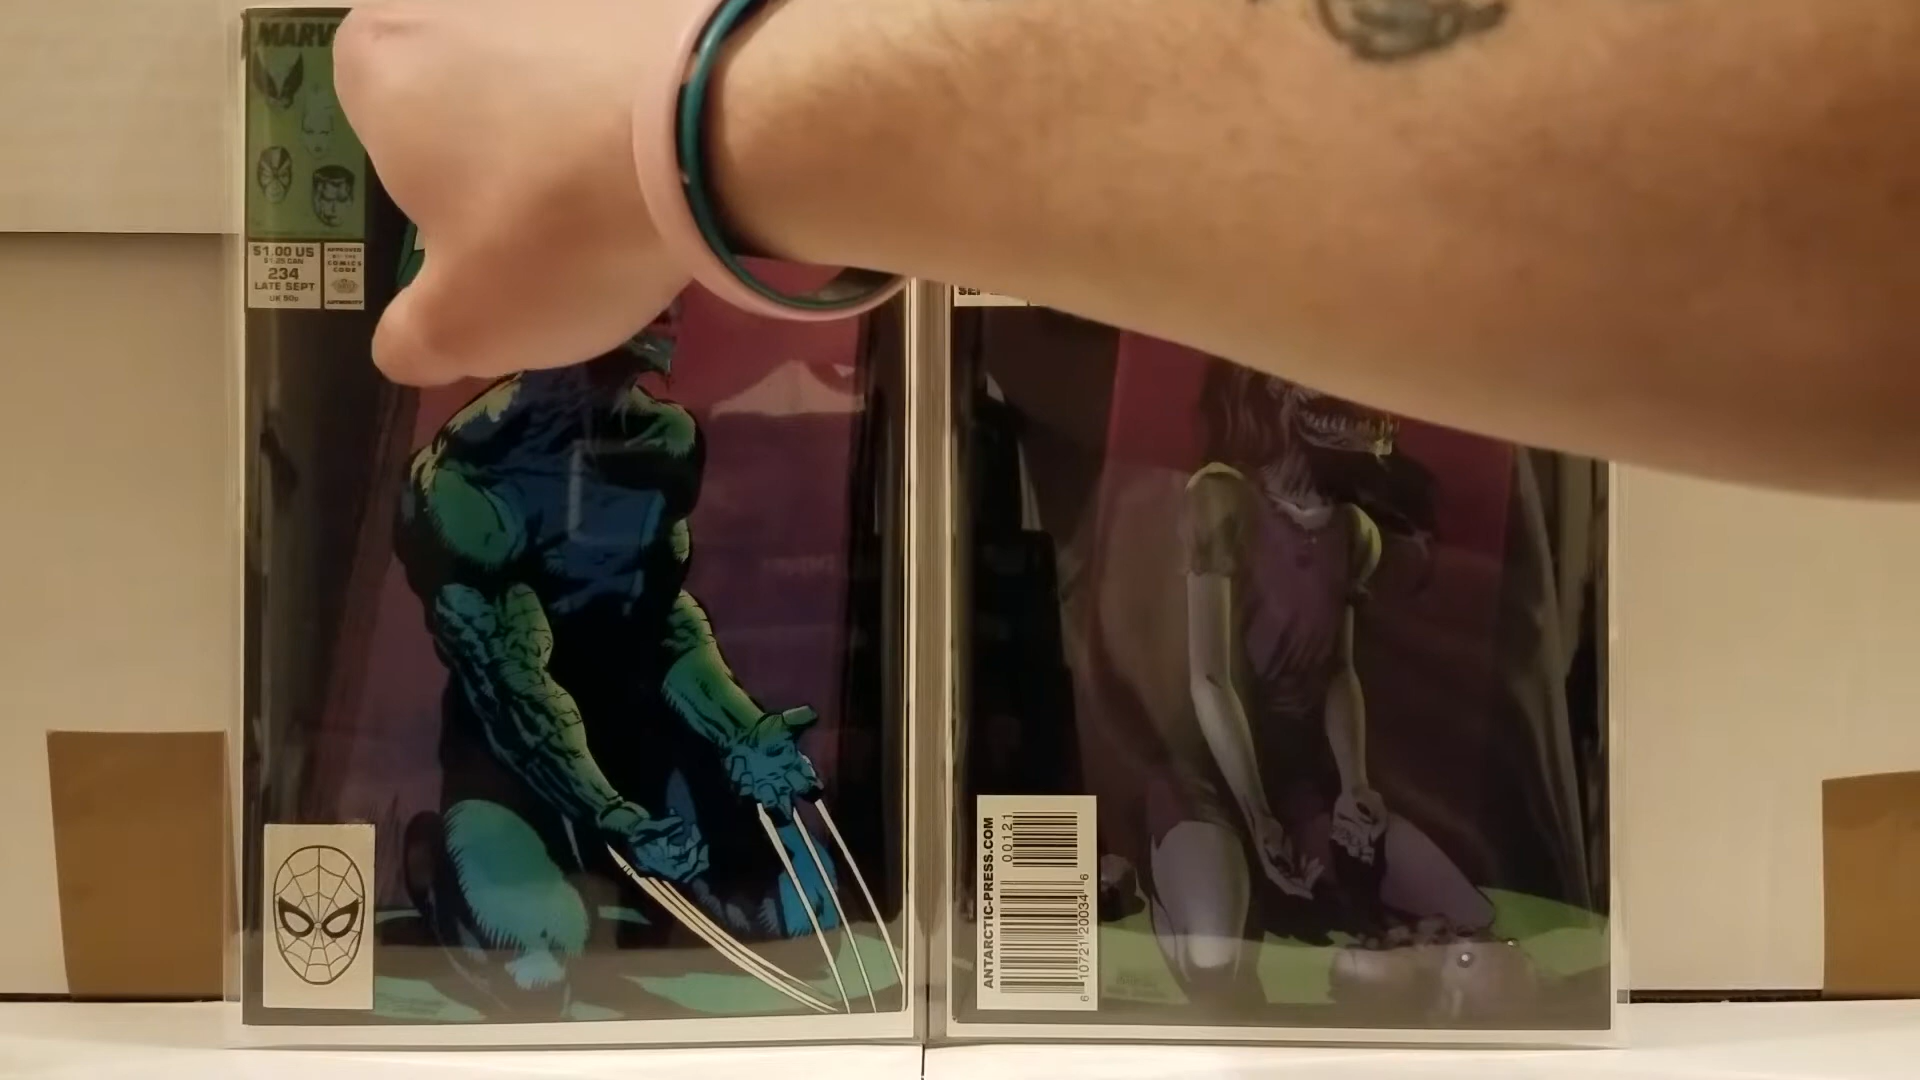 MARV
$1.00 US
$1.25 CAN
234
LATE SEPT
UK 50p
APPROVED
BY THE
COMICS
CODE
AUTHORITY
ANTARCTIC-PRESS.COM
00121
6 10721 20034 6